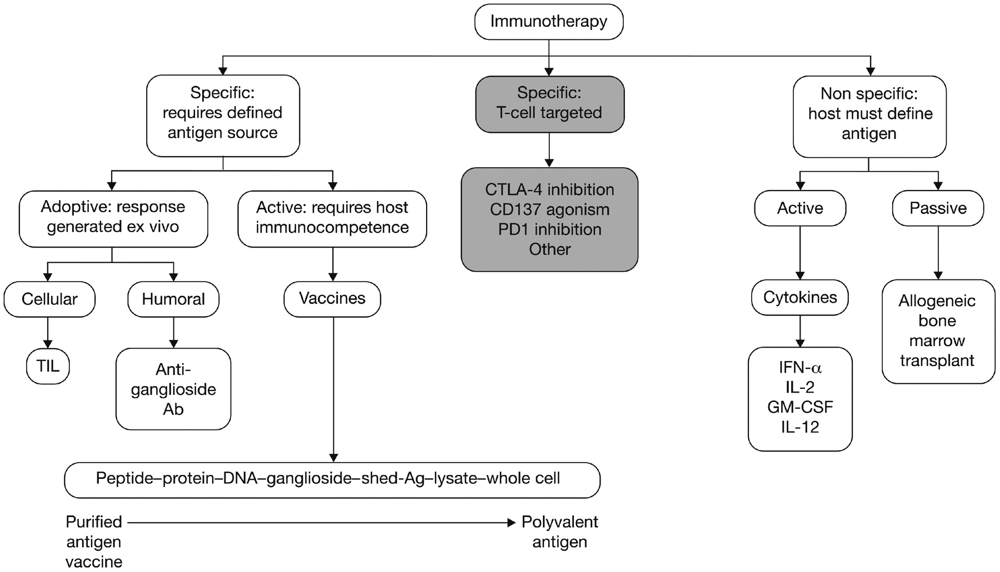 Immunotherapy
Specific:
requires defined
antigen source
Specific:
T-cell targeted
Non specific:
host must define
antigen
Adoptive: response
generated ex vivo
Active: requires host
immunocompetence
CTLA-4 inhibition
CD137 agonism
PD1 inhibition
Other
Active
Passive
Cellular
Humoral
Vaccines
Cytokines
Allogeneic
bone
marrow
transplant
TIL
Anti-
ganglioside
Ab
IFN-α
IL-2
GM-CSF
IL-12
Peptide–protein–DNA–ganglioside–shed-Ag–lysate–whole cell
Purified
antigen
vaccine
Polyvalent
antigen